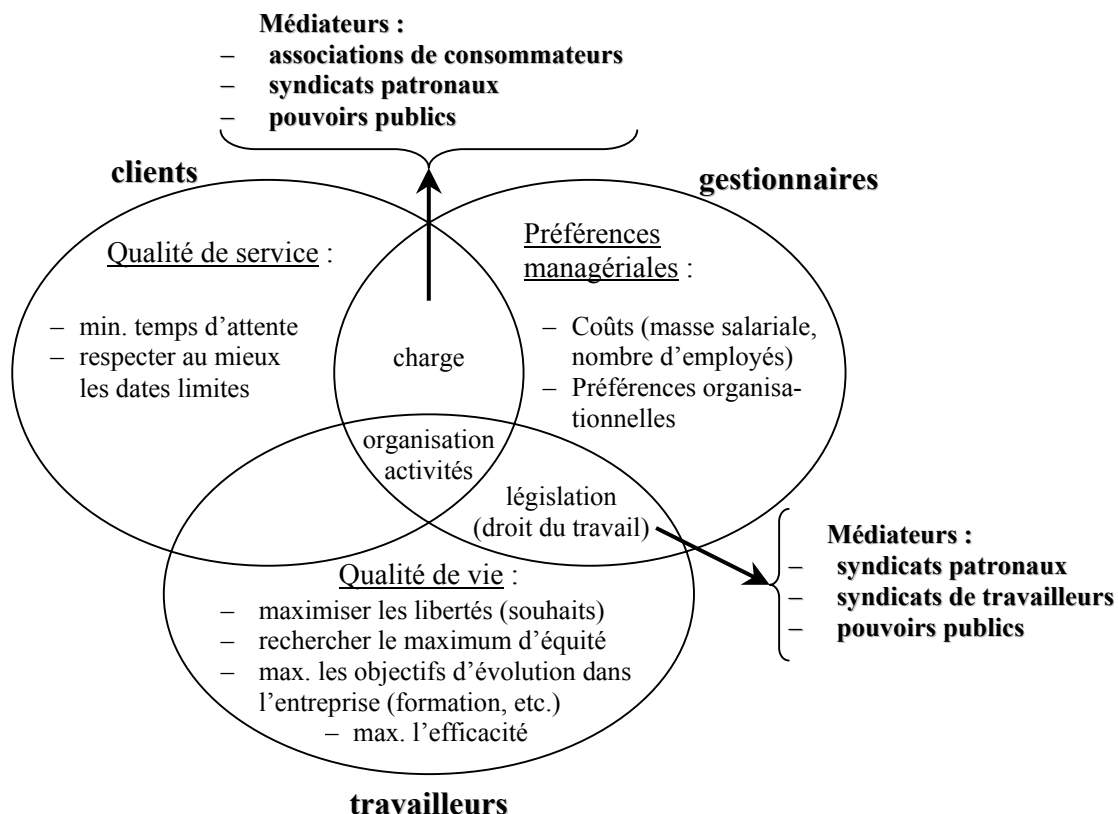 Médiateurs :
– associations de consommateurs
– syndicats patronaux
– pouvoirs publics
clients
gestionnaires
Qualité de service :
– min. temps d’attente
– respecter au mieux
les dates limites
Préférences
managériales :
– Coûts (masse salariale,
nombre d’employés)
– Préférences organisa-
tionnelles
charge
organisation
activités
législation
(droit du travail)
Médiateurs :
– syndicats patronaux
– syndicats de travailleurs
– pouvoirs publics
Qualité de vie :
– maximiser les libertés (souhaits)
– rechercher le maximum d’équité
– max. les objectifs d’évolution dans
l’entreprise (formation, etc.)
– max. l’efficacité
travailleurs